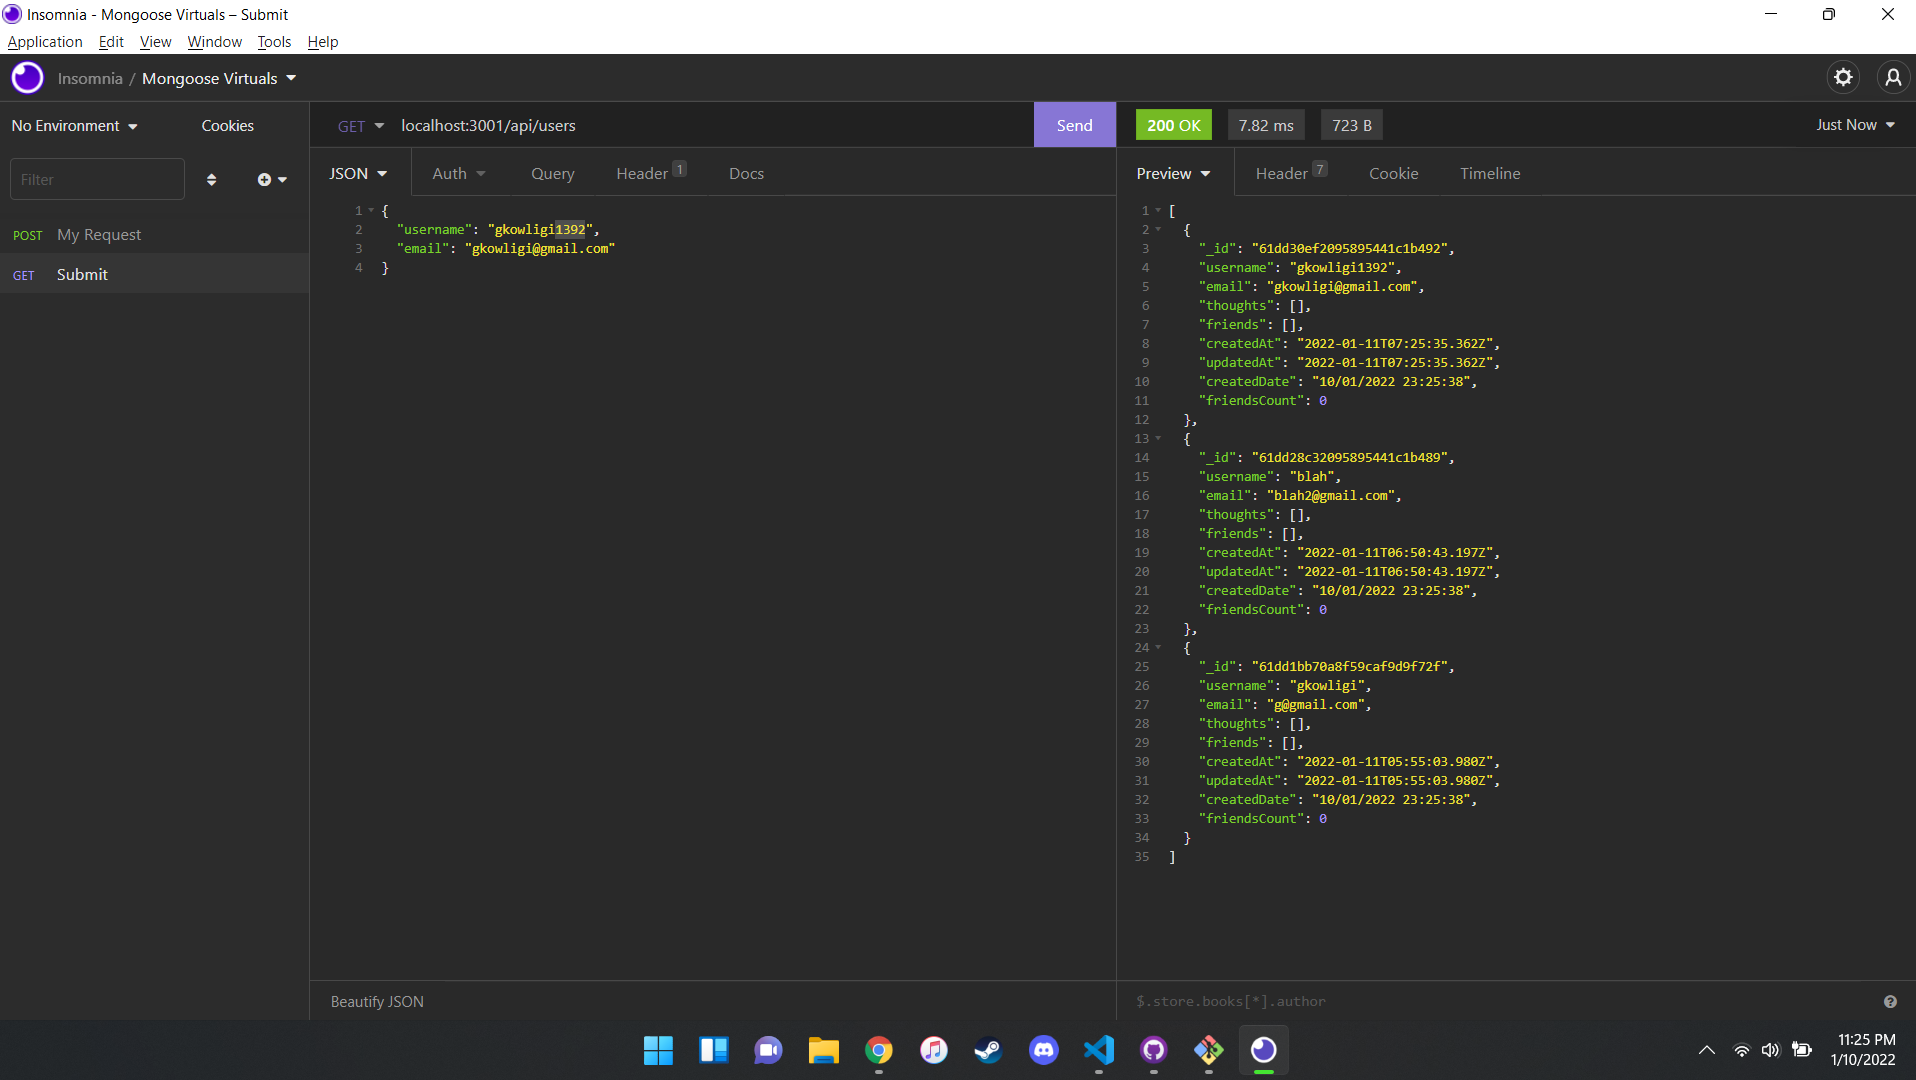 Insomnia - Mongoose Virtuals – Submit
Application Edit View Window Tools Help
Insomnia / Mongoose Virtuals
No Environment Cookies
GET localhost:3001/api/users Send
200 OK 7.82 ms 723 B Just Now
Filter
JSON Auth Query Header 1 Docs
Preview Header 7 Cookie Timeline
POST My Request
GET Submit
1 {
2 "username": "gkowligi1392",
3 "email": "gkowligi@gmail.com"
4 }
1 [
2 {
3 "_id": "61dd30ef2095895441c1b492",
4 "username": "gkowligi1392",
5 "email": "gkowligi@gmail.com",
6 "thoughts": [],
7 "friends": [],
8 "createdAt": "2022-01-11T07:25:35.362Z",
9 "updatedAt": "2022-01-11T07:25:35.362Z",
10 "createdDate": "10/01/2022 23:25:38",
11 "friendsCount": 0
12 },
13 {
14 "_id": "61dd28c32095895441c1b489",
15 "username": "blah",
16 "email": "blah2@gmail.com",
17 "thoughts": [],
18 "friends": [],
19 "createdAt": "2022-01-11T06:50:43.197Z",
20 "updatedAt": "2022-01-11T06:50:43.197Z",
21 "createdDate": "10/01/2022 23:25:38",
22 "friendsCount": 0
23 },
24 {
25 "_id": "61dd1bb70a8f59caf9d9f72f",
26 "username": "gkowligi",
27 "email": "g@gmail.com",
28 "thoughts": [],
29 "friends": [],
30 "createdAt": "2022-01-11T05:55:03.980Z",
31 "updatedAt": "2022-01-11T05:55:03.980Z",
32 "createdDate": "10/01/2022 23:25:38",
33 "friendsCount": 0
34 }
35 ]
Beautify JSON
$.store.books[*].author
11:25 PM
1/10/2022